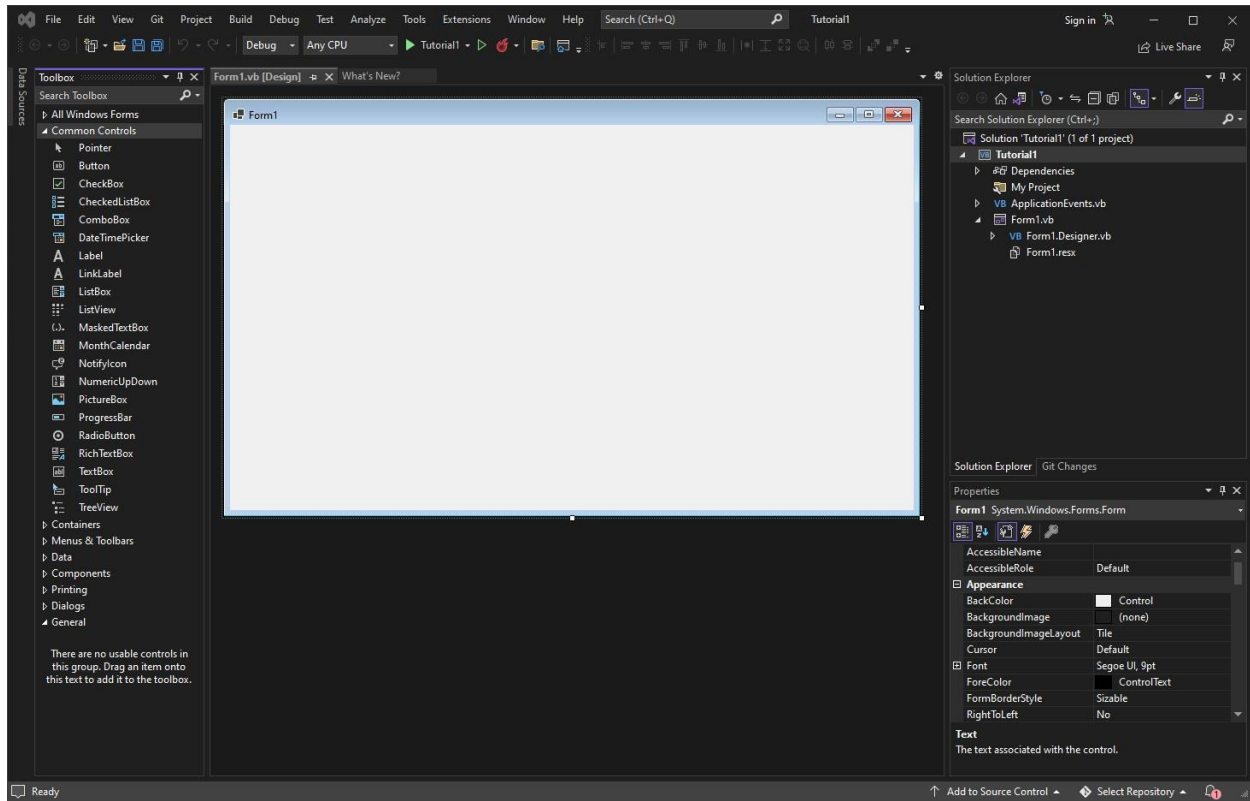 File Edit View Git Project Build Debug Test Analyze Tools Extensions Window Help Search (Ctrl+Q) Tutorial1 Sign in
Debug Any CPU Tutorial1 Live Share
Data Sources
Toolbox
Search Toolbox
All Windows Forms
Common Controls
Pointer
Button
CheckBox
CheckedListBox
ComboBox
DateTimePicker
Label
LinkLabel
ListBox
ListView
MaskedTextBox
MonthCalendar
NotifyIcon
NumericUpDown
PictureBox
ProgressBar
RadioButton
RichTextBox
TextBox
ToolTip
TreeView
Containers
Menus & Toolbars
Data
Components
Printing
Dialogs
General
There are no usable controls in
this group. Drag an item onto
this text to add it to the toolbox.
Form1.vb [Design] What's New?
Form1
Solution Explorer
Search Solution Explorer (Ctrl+;)
Solution 'Tutorial1' (1 of 1 project)
VB Tutorial1
Dependencies
My Project
VB ApplicationEvents.vb
Form1.vb
VB Form1.Designer.vb
Form1.resx
Solution Explorer Git Changes
Properties
Form1 System.Windows.Forms.Form
AccessibleName
AccessibleRole Default
Appearance
BackColor Control
BackgroundImage (none)
BackgroundImageLayout Tile
Cursor Default
Font Segoe UI, 9pt
ForeColor ControlText
FormBorderStyle Sizable
RightToLeft No
Text
The text associated with the control.
Ready Add to Source Control Select Repository 1